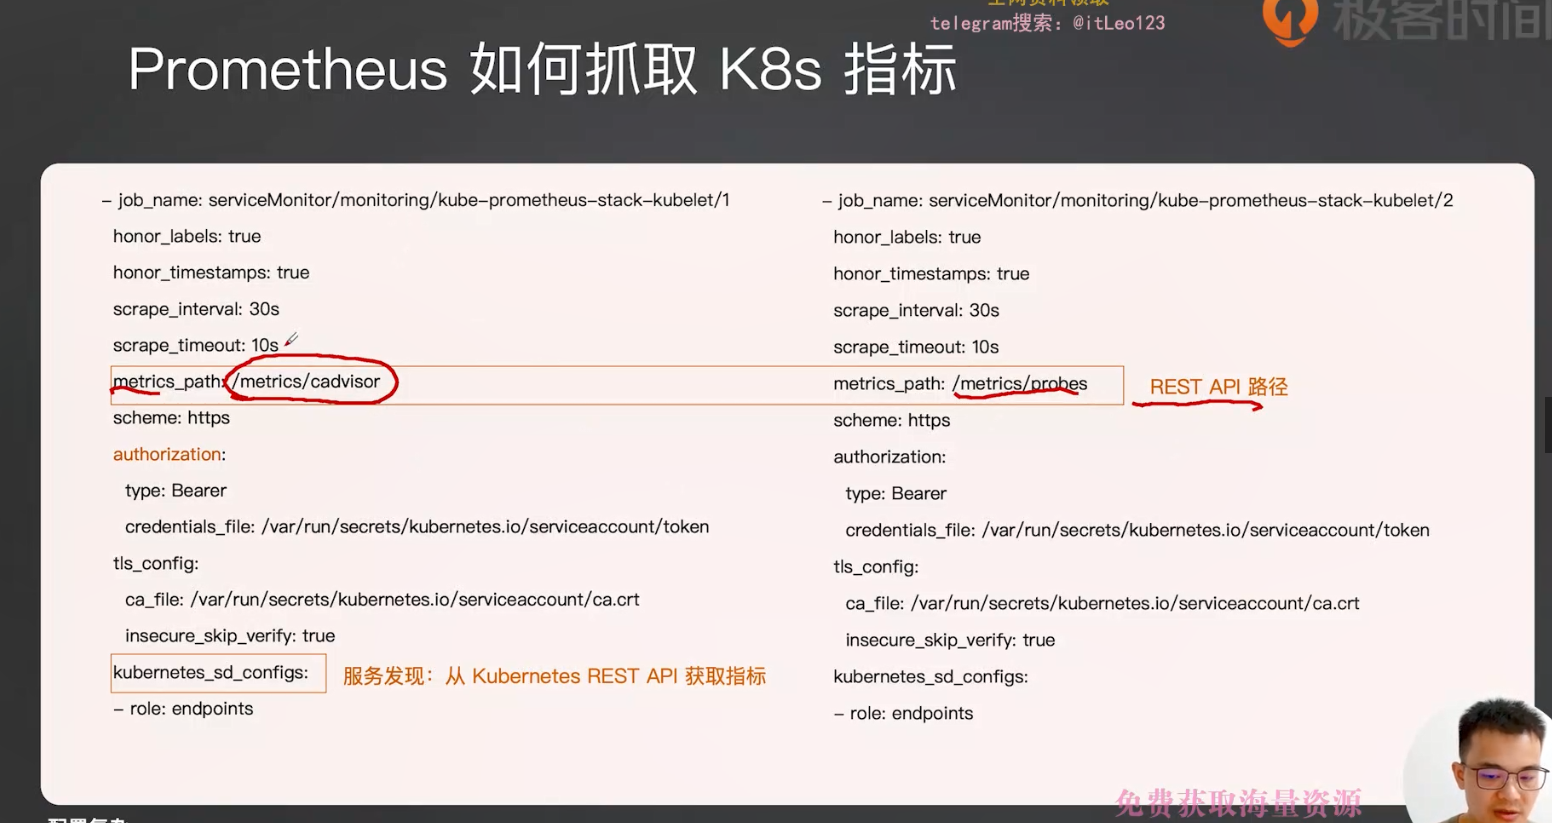 telegram搜索：@itLeo123
极客时间
Prometheus 如何抓取 K8s 指标
– job_name: serviceMonitor/monitoring/kube-prometheus-stack-kubelet/1
honor_labels: true
honor_timestamps: true
scrape_interval: 30s
scrape_timeout: 10s
metrics_path: /metrics/cadvisor
scheme: https
authorization:
type: Bearer
credentials_file: /var/run/secrets/kubernetes.io/serviceaccount/token
tls_config:
ca_file: /var/run/secrets/kubernetes.io/serviceaccount/ca.crt
insecure_skip_verify: true
kubernetes_sd_configs:
服务发现：从 Kubernetes REST API 获取指标
– role: endpoints
– job_name: serviceMonitor/monitoring/kube-prometheus-stack-kubelet/2
honor_labels: true
honor_timestamps: true
scrape_interval: 30s
scrape_timeout: 10s
metrics_path: /metrics/probes
REST API 路径
scheme: https
authorization:
type: Bearer
credentials_file: /var/run/secrets/kubernetes.io/serviceaccount/token
tls_config:
ca_file: /var/run/secrets/kubernetes.io/serviceaccount/ca.crt
insecure_skip_verify: true
kubernetes_sd_configs:
– role: endpoints
免费获取海量资源